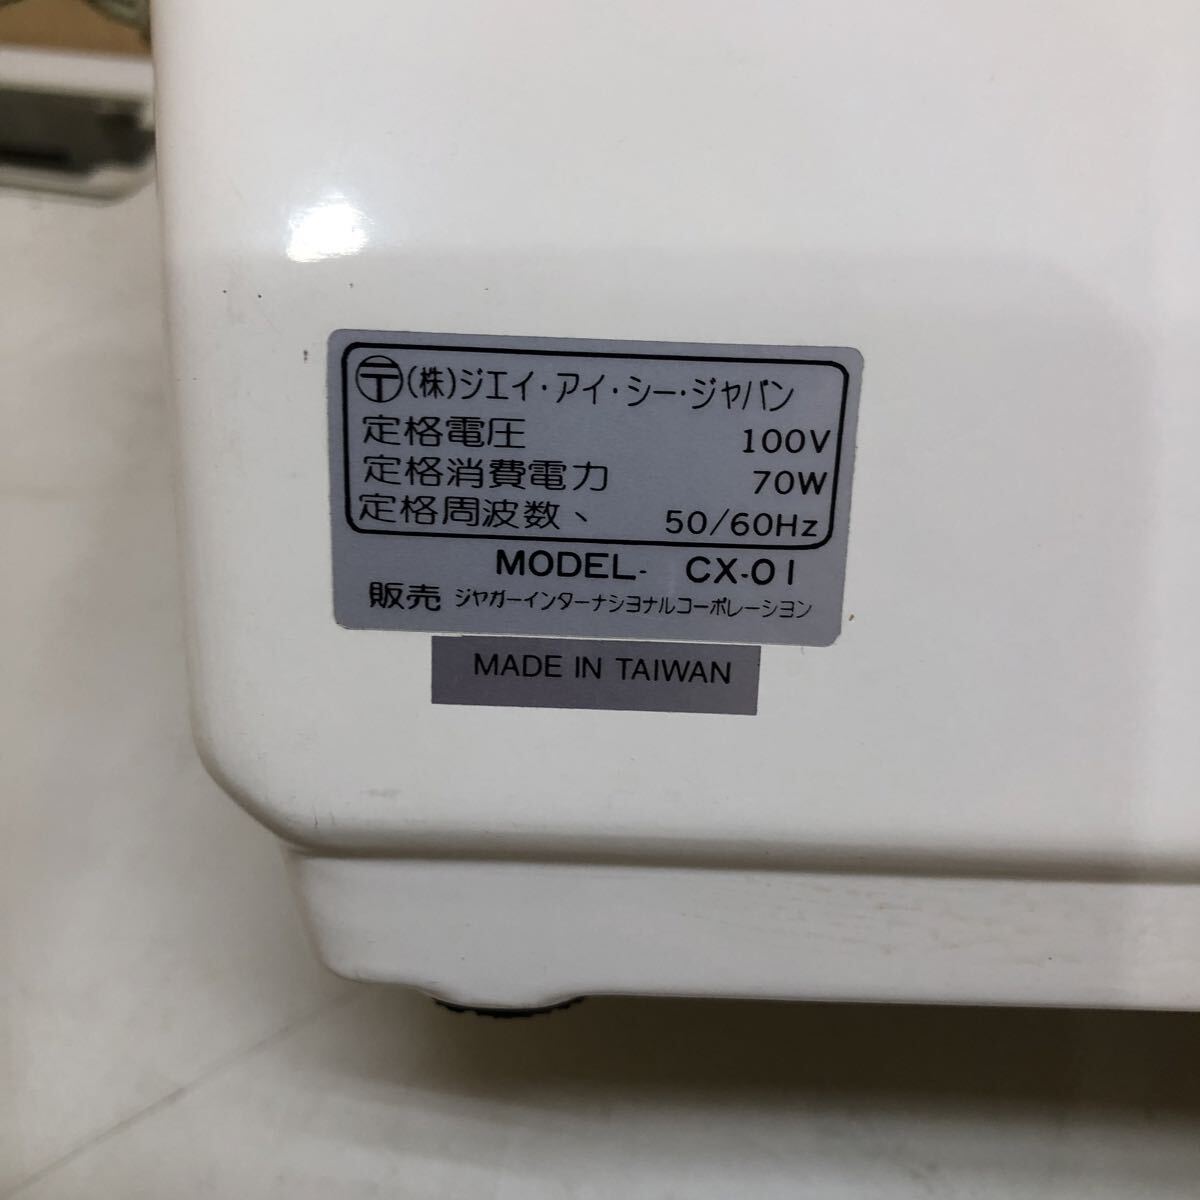 〶(株)ジエイ・アイ・シー・ジャパン
定格電圧 100V
定格消費電力 70W
定格周波数、 50/60Hz
MODEL- CX-01
販売 ジヤガーインターナシヨナルコーポレーシヨン
MADE IN TAIWAN